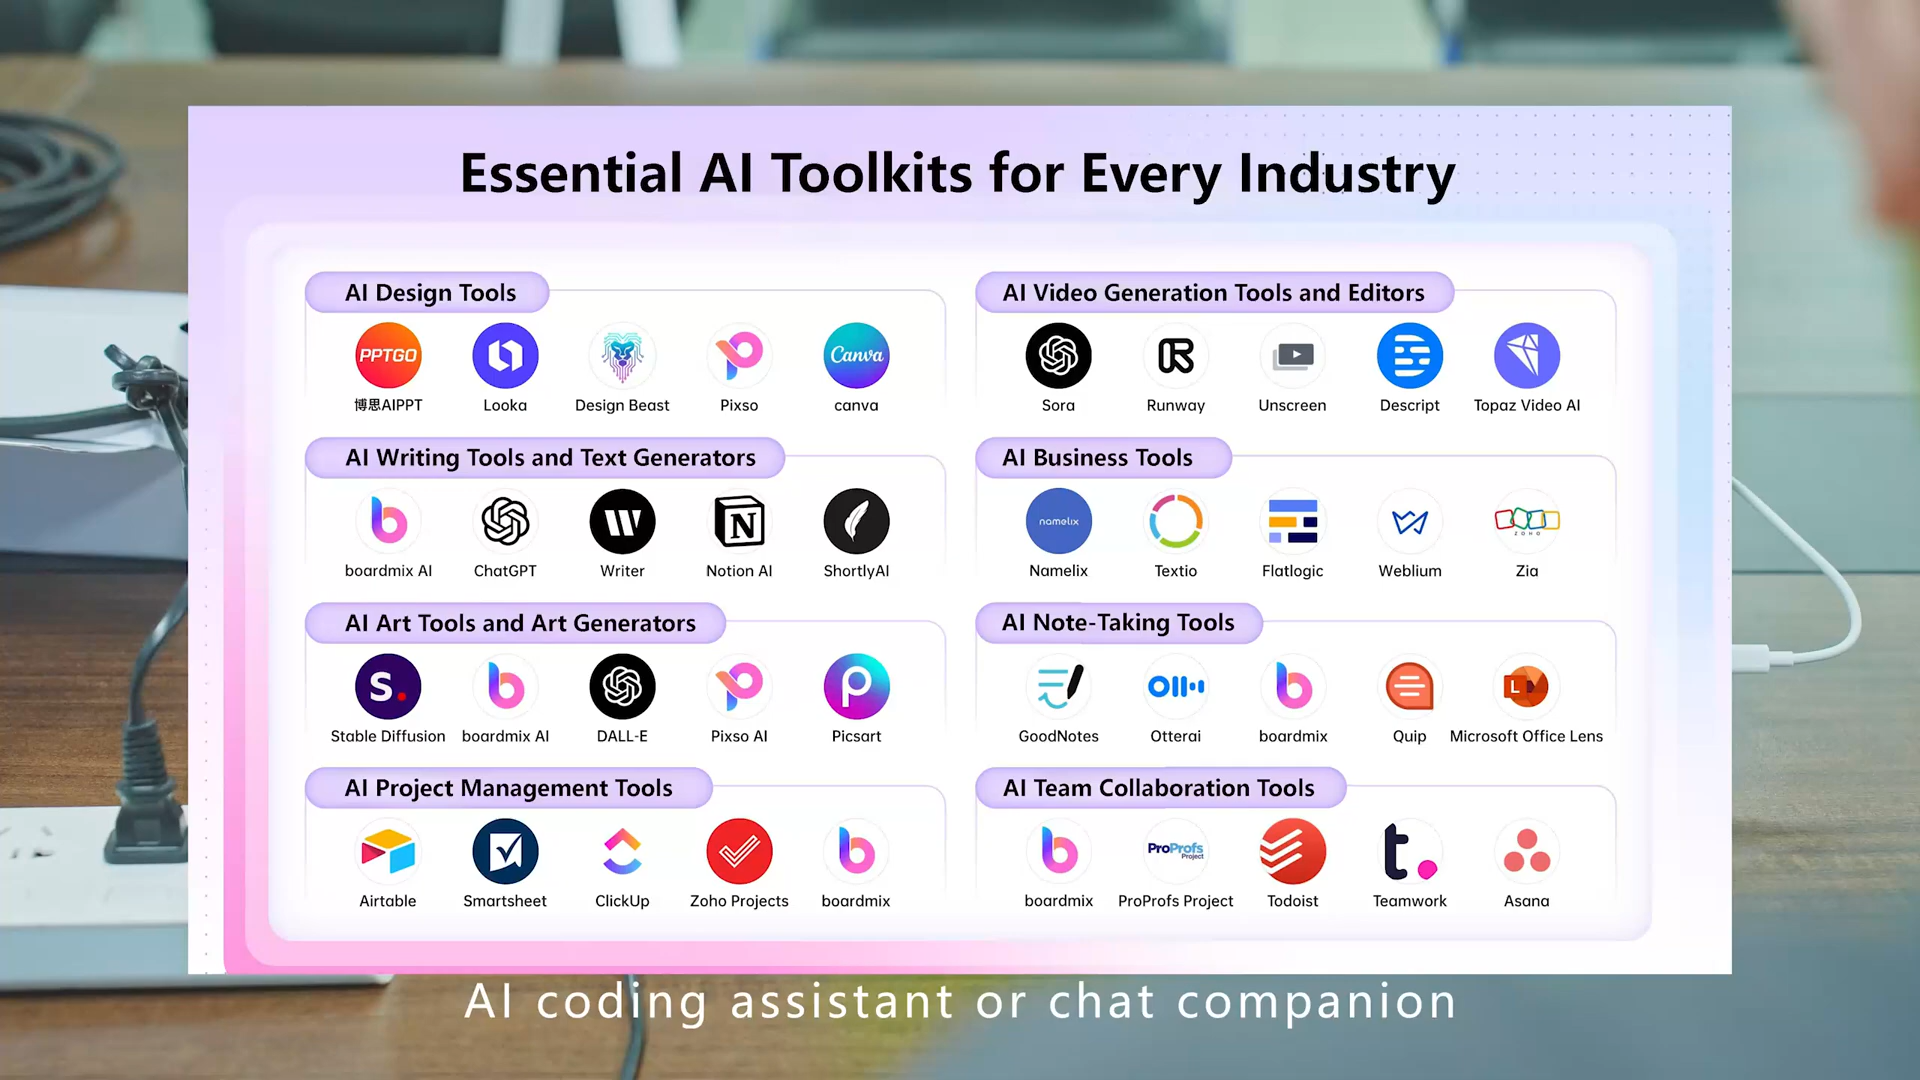 Essential AI Toolkits for Every Industry
AI Design Tools
PPTGO
Canva
博思AIPPT
Looka
Design Beast
Pixso
canva
AI Video Generation Tools and Editors
Sora
Runway
Unscreen
Descript
Topaz Video AI
AI Writing Tools and Text Generators
boardmix AI
ChatGPT
Writer
Notion AI
ShortlyAI
AI Business Tools
namelix
ZOHO
Namelix
Textio
Flatlogic
Weblium
Zia
AI Art Tools and Art Generators
S.
Stable Diffusion
boardmix AI
DALL-E
Pixso AI
Picsart
AI Note-Taking Tools
L
GoodNotes
Otterai
boardmix
Quip
Microsoft Office Lens
AI Project Management Tools
Airtable
Smartsheet
ClickUp
Zoho Projects
boardmix
AI Team Collaboration Tools
ProProfs
Project
t.
boardmix
ProProfs Project
Todoist
Teamwork
Asana
AI coding assistant or chat companion